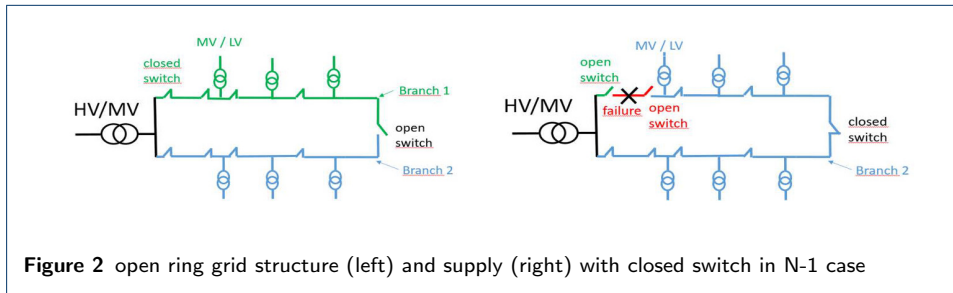 MV / LV
closed
switch
HV/MV
Branch 1
open
switch
Branch 2
MV / LV
open
switch
HV/MV
failure
open
switch
closed
switch
Branch 2
Figure 2 open ring grid structure (left) and supply (right) with closed switch in N-1 case